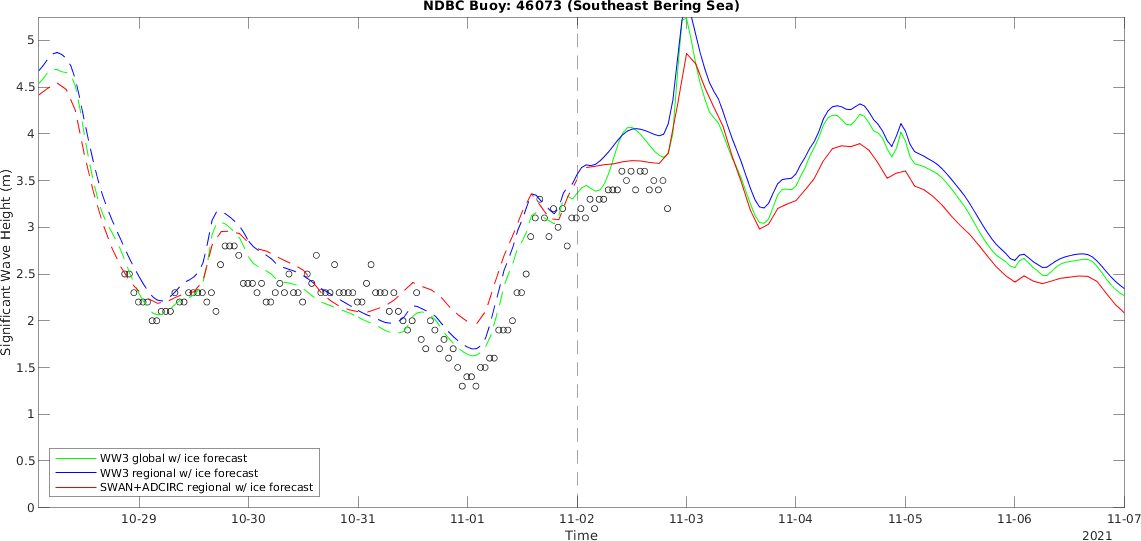 NDBC Buoy: 46073 (Southeast Bering Sea)
Significant Wave Height (m)
5
4.5
4
3.5
3
2.5
2
1.5
1
0.5
0
WW3 global w/ ice forecast
WW3 regional w/ ice forecast
SWAN+ADCIRC regional w/ ice forecast
10-29 10-30 10-31 11-01 11-02 11-03 11-04 11-05 11-06 11-07
Time
2021